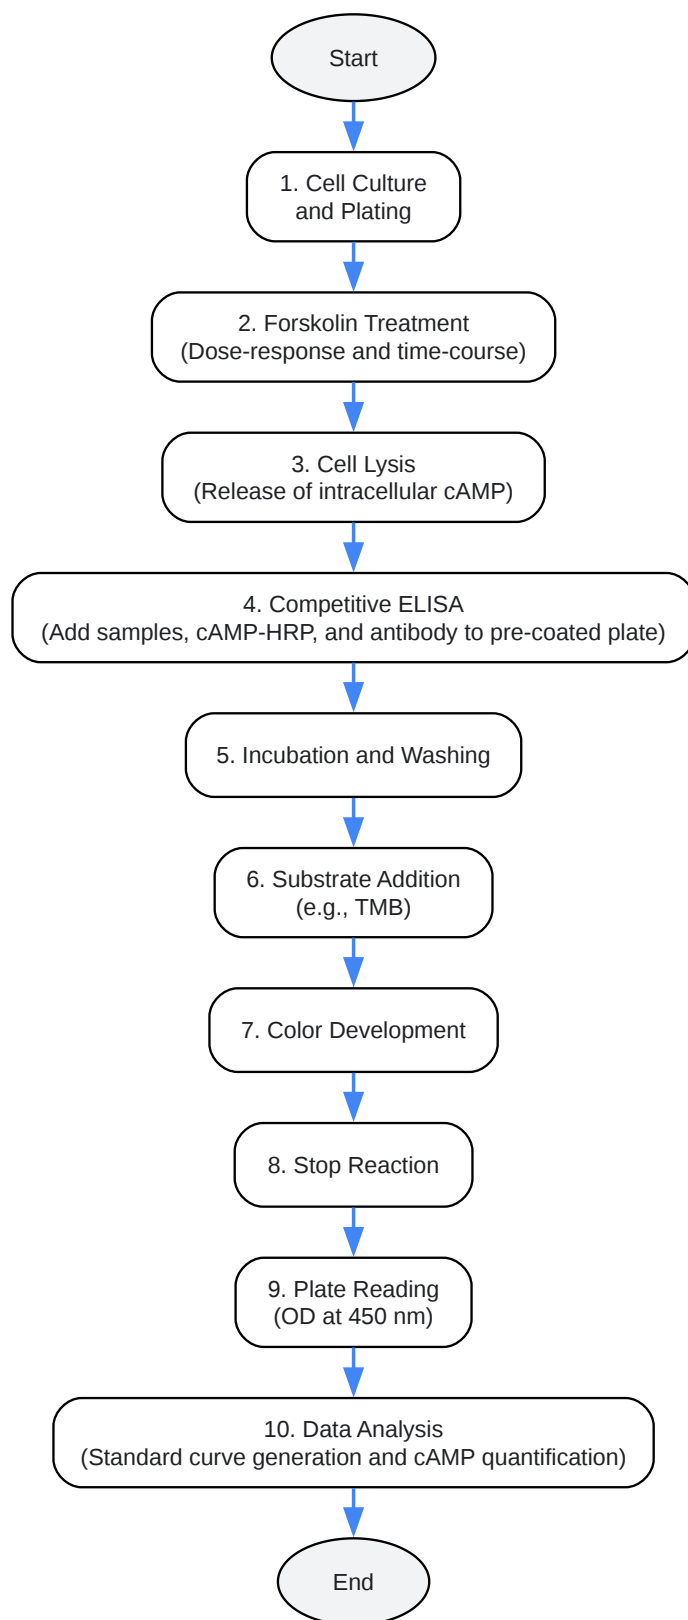 Start
1. Cell Culture
and Plating
2. Forskolin Treatment
(Dose-response and time-course)
3. Cell Lysis
(Release of intracellular cAMP)
4. Competitive ELISA
(Add samples, cAMP-HRP, and antibody to pre-coated plate)
5. Incubation and Washing
6. Substrate Addition
(e.g., TMB)
7. Color Development
8. Stop Reaction
9. Plate Reading
(OD at 450 nm)
10. Data Analysis
(Standard curve generation and cAMP quantification)
End